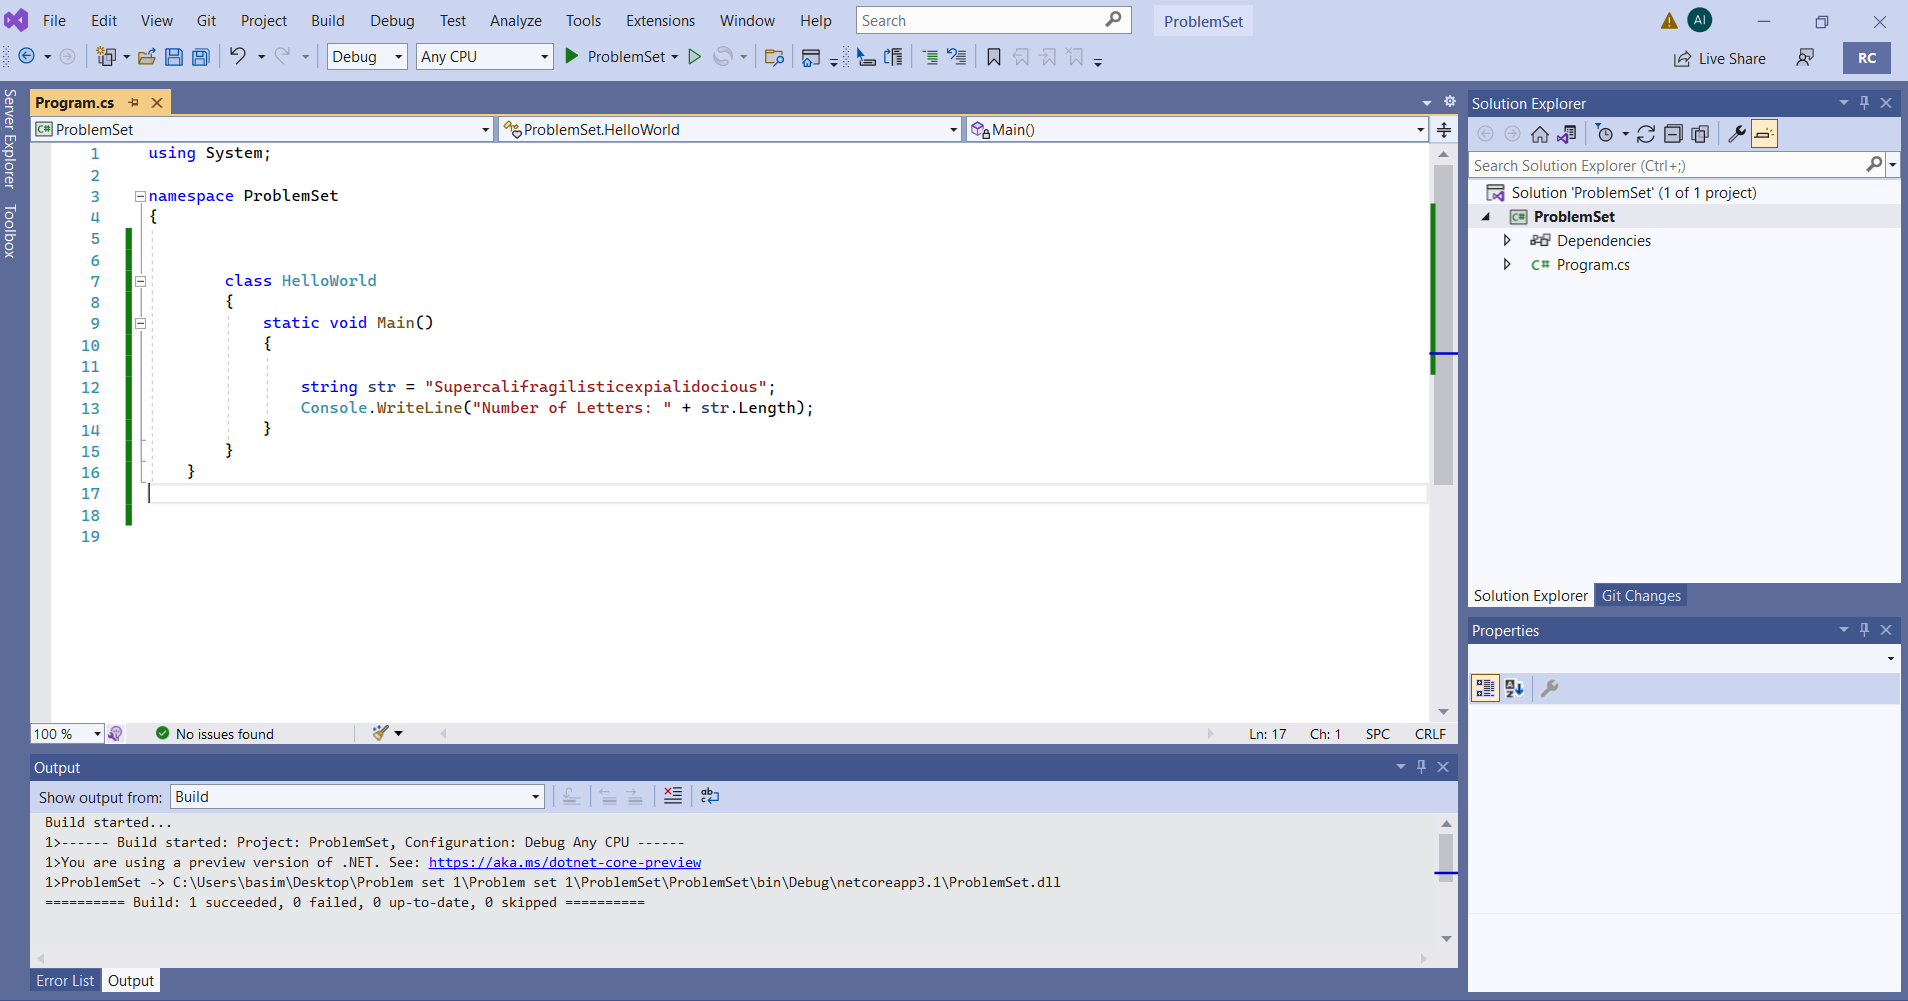 File Edit View Git Project Build Debug Test Analyze Tools Extensions Window Help Search ProblemSet AI
Debug Any CPU ProblemSet Live Share RC
Server Explorer
Toolbox
Program.cs
C# ProblemSet ProblemSet.HelloWorld Main()
1 using System;
2
3 namespace ProblemSet
4 {
5
6
7 class HelloWorld
8 {
9 static void Main()
10 {
11
12 string str = "Supercalifragilisticexpialidocious";
13 Console.WriteLine("Number of Letters: " + str.Length);
14 }
15 }
16 }
17
18
19
100 % No issues found Ln: 17 Ch: 1 SPC CRLF
Output
Show output from: Build
Build started...
1>------ Build started: Project: ProblemSet, Configuration: Debug Any CPU ------
1>You are using a preview version of .NET. See: https://aka.ms/dotnet-core-preview
1>ProblemSet -> C:\Users\basim\Desktop\Problem set 1\Problem set 1\ProblemSet\ProblemSet\bin\Debug\netcoreapp3.1\ProblemSet.dll
========== Build: 1 succeeded, 0 failed, 0 up-to-date, 0 skipped ==========
Error List Output
Solution Explorer
Search Solution Explorer (Ctrl+;)
Solution 'ProblemSet' (1 of 1 project)
C# ProblemSet
Dependencies
C# Program.cs
Solution Explorer Git Changes
Properties